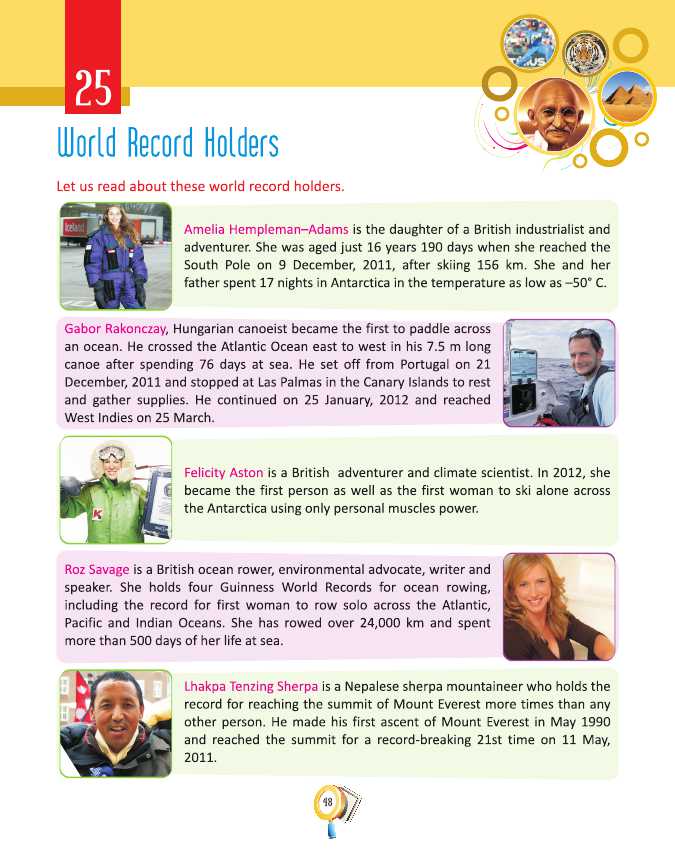 25
World Record Holders
Let us read about these world record holders.
Iceland
Amelia Hempleman–Adams is the daughter of a British industrialist and
adventurer. She was aged just 16 years 190 days when she reached the
South Pole on 9 December, 2011, after skiing 156 km. She and her
father spent 17 nights in Antarctica in the temperature as low as –50° C.
Gabor Rakonczay, Hungarian canoeist became the first to paddle across
an ocean. He crossed the Atlantic Ocean east to west in his 7.5 m long
canoe after spending 76 days at sea. He set off from Portugal on 21
December, 2011 and stopped at Las Palmas in the Canary Islands to rest
and gather supplies. He continued on 25 January, 2012 and reached
West Indies on 25 March.
K
Felicity Aston is a British adventurer and climate scientist. In 2012, she
became the first person as well as the first woman to ski alone across
the Antarctica using only personal muscles power.
Roz Savage is a British ocean rower, environmental advocate, writer and
speaker. She holds four Guinness World Records for ocean rowing,
including the record for first woman to row solo across the Atlantic,
Pacific and Indian Oceans. She has rowed over 24,000 km and spent
more than 500 days of her life at sea.
Lhakpa Tenzing Sherpa is a Nepalese sherpa mountaineer who holds the
record for reaching the summit of Mount Everest more times than any
other person. He made his first ascent of Mount Everest in May 1990
and reached the summit for a record-breaking 21st time on 11 May,
2011.
48